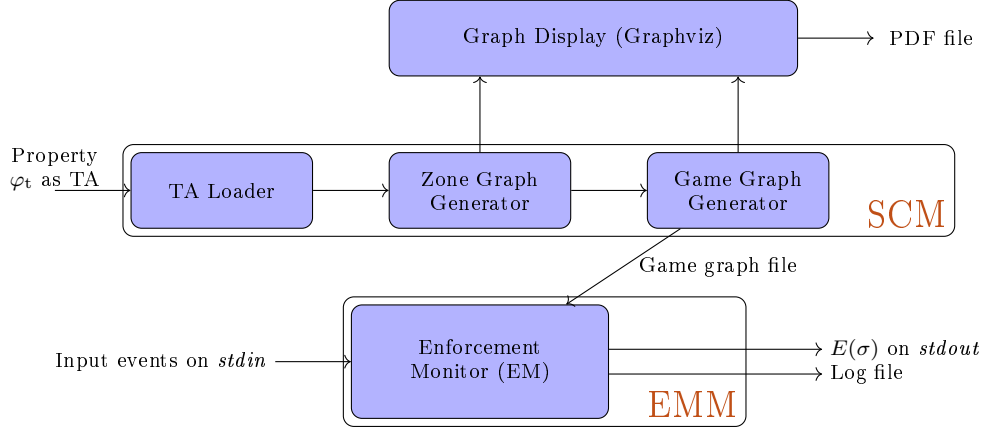 Graph Display (Graphviz)
PDF file
Property
φt as TA
TA Loader
Zone Graph
Generator
Game Graph
Generator
SCM
Game graph file
Input events on stdin
Enforcement
Monitor (EM)
E(σ) on stdout
Log file
EMM